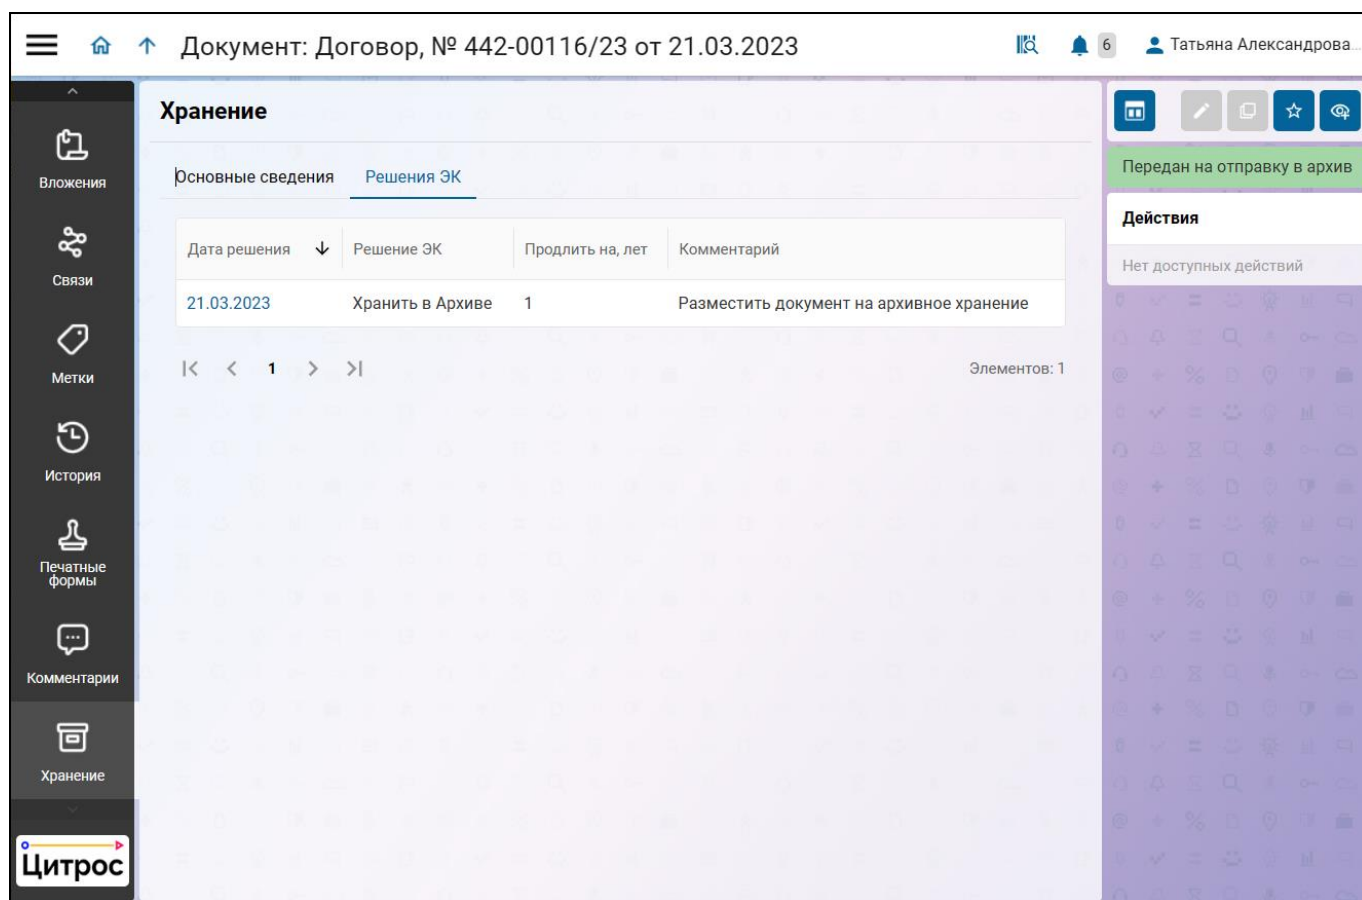 Документ: Договор, № 442-00116/23 от 21.03.2023
6
Татьяна Александрова...
Вложения
Связи
Метки
История
Печатные
формы
Комментарии
Хранение
Цитрос
Хранение
Основные сведения Решения ЭК
Дата решения Решение ЭК Продлить на, лет Комментарий
21.03.2023 Хранить в Архиве 1 Разместить документ на архивное хранение
1
Элементов: 1
Передан на отправку в архив
Действия
Нет доступных действий